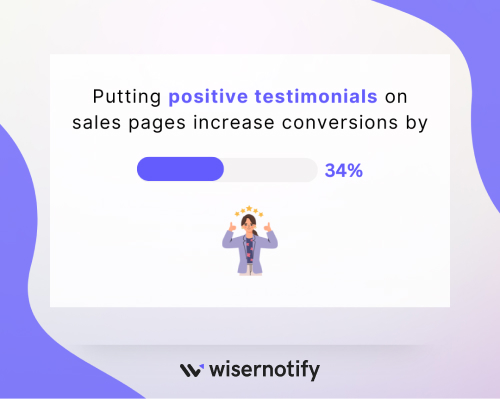 Putting positive testimonials on
sales pages increase conversions by
34%
wisernotify